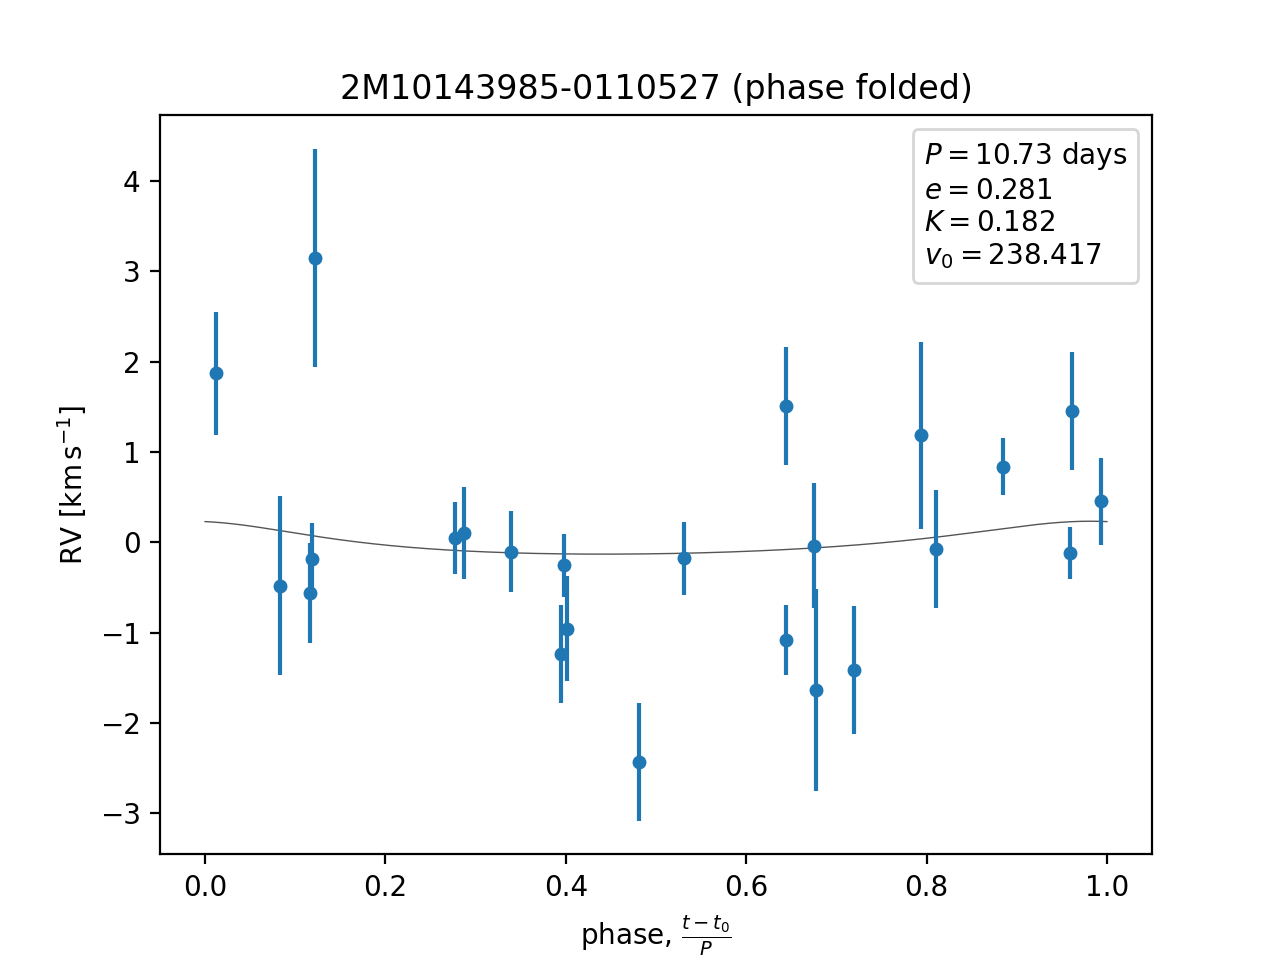 2M10143985-0110527 (phase folded)
P = 10.73 days
e = 0.281
K = 0.182
v₀ = 238.417
4
3
2
1
0
−1
−2
−3
RV [km s⁻¹]
0.0 0.2 0.4 0.6 0.8 1.0
phase, (t − t₀)/P